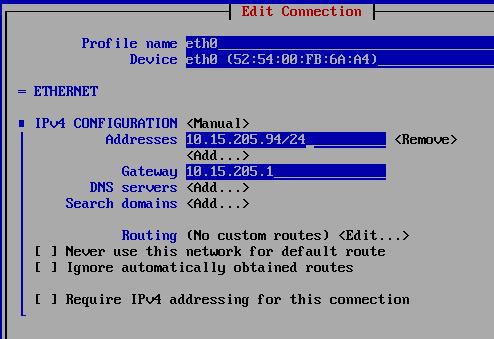 Edit Connection
Profile name eth0
Device eth0 (52:54:00:FB:6A:A4)
= ETHERNET
IPv4 CONFIGURATION <Manual>
Addresses 10.15.205.94/24 <Remove>
<Add...>
Gateway 10.15.205.1
DNS servers <Add...>
Search domains <Add...>
Routing (No custom routes) <Edit...>
[ ] Never use this network for default route
[ ] Ignore automatically obtained routes
[ ] Require IPv4 addressing for this connection